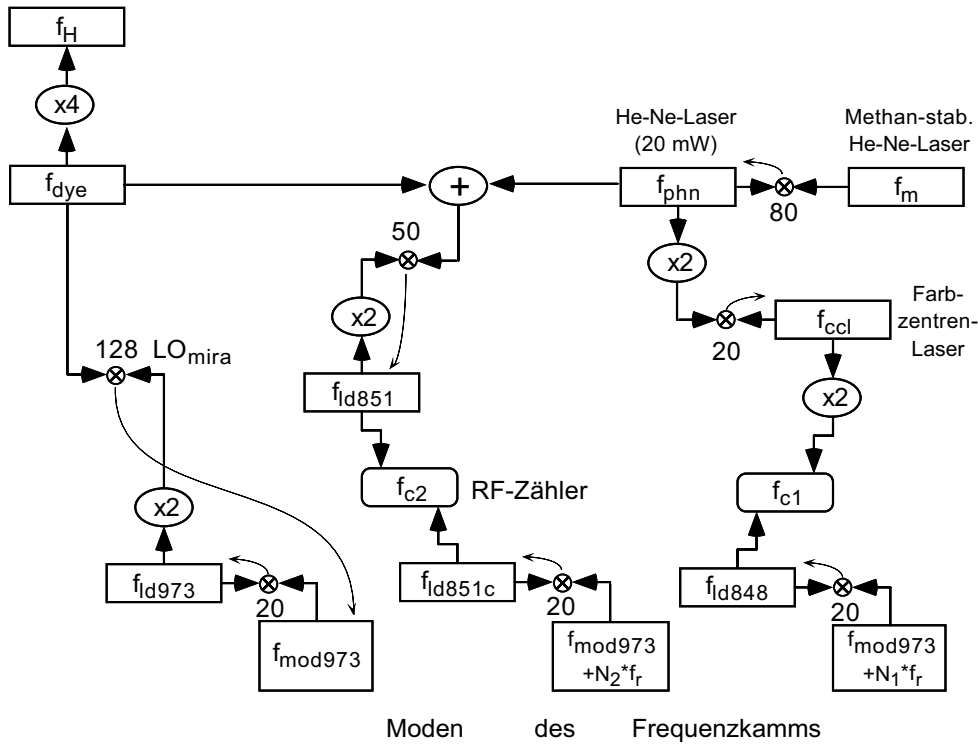 f_H
x4
f_dye
+
He-Ne-Laser
(20 mW)
f_phn
80
Methan-stab.
He-Ne-Laser
f_m
50
x2
x2
20
f_ccl
Farb-
zentren-
Laser
128 LO_mira
f_ld851
x2
f_c2
RF-Zähler
f_c1
x2
f_ld973
20
f_mod973
f_ld851c
20
f_mod973
+N_2*f_r
f_ld848
20
f_mod973
+N_1*f_r
Moden des Frequenzkamms